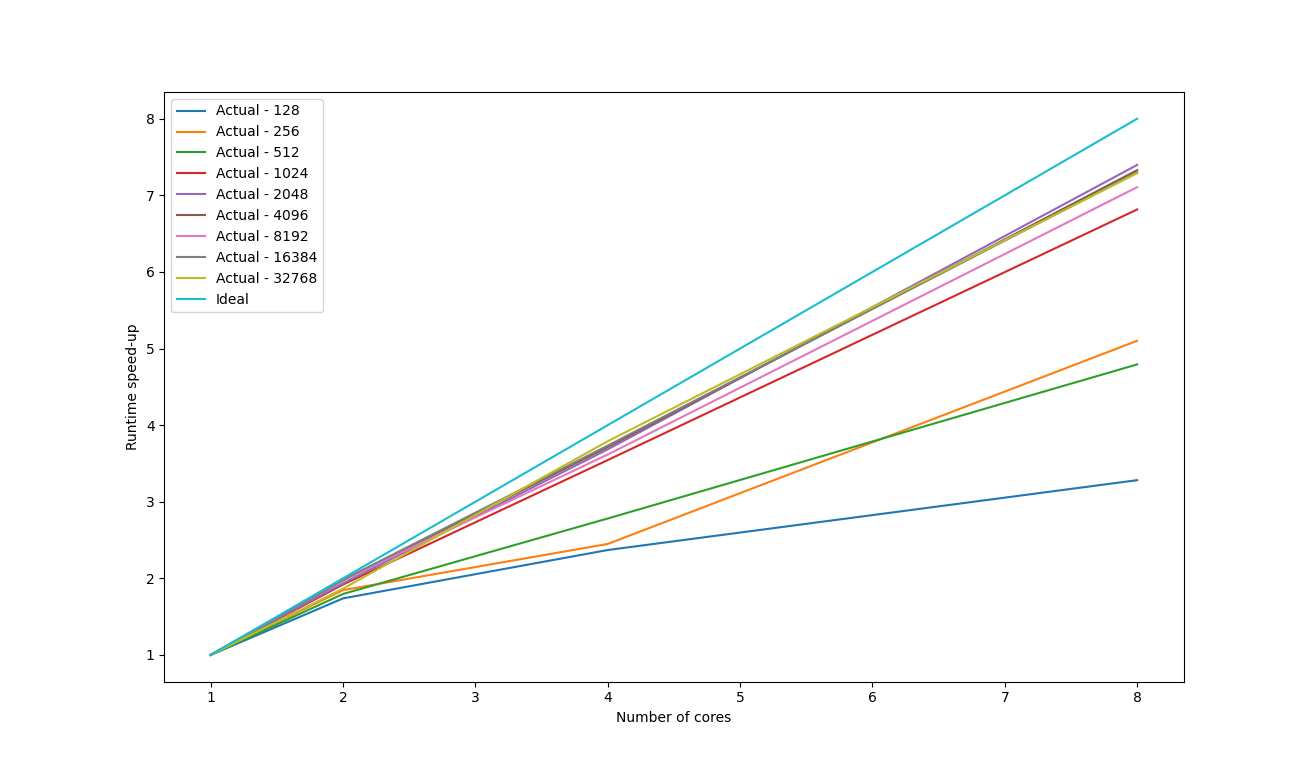 Actual - 128
Actual - 256
Actual - 512
Actual - 1024
Actual - 2048
Actual - 4096
Actual - 8192
Actual - 16384
Actual - 32768
Ideal
8
7
6
5
4
3
2
1
Runtime speed-up
1 2 3 4 5 6 7 8
Number of cores